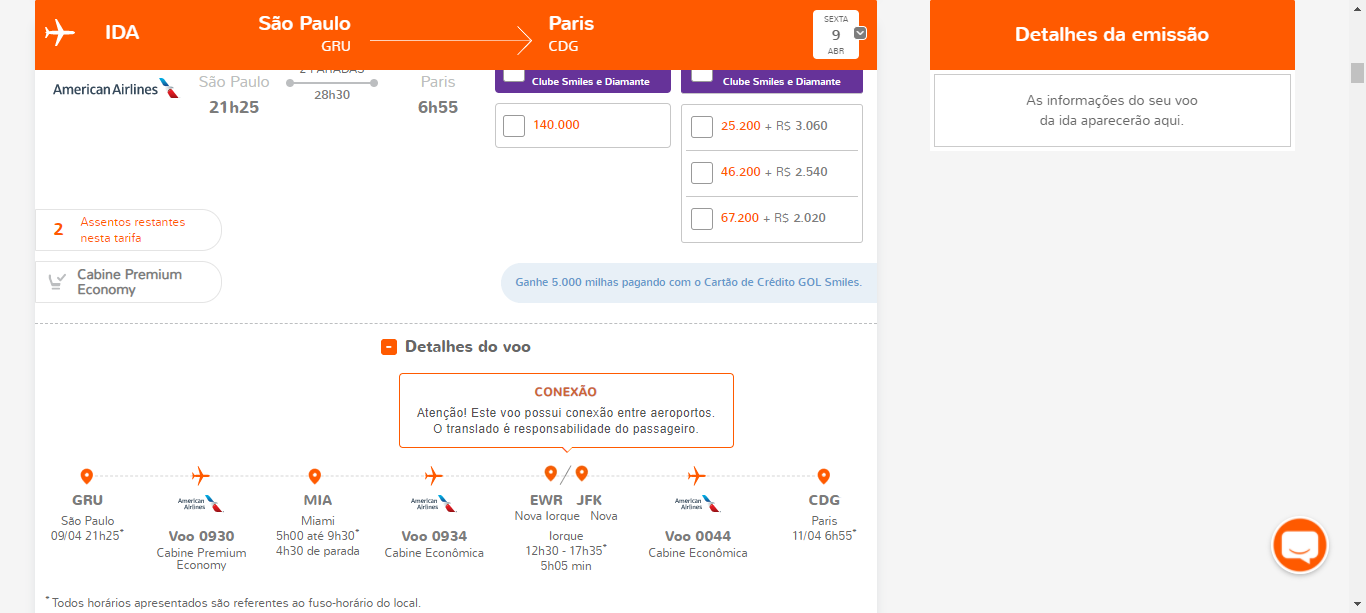 IDA
São Paulo
GRU
Paris
CDG
SEXTA
9
ABR
Detalhes da emissão
As informações do seu voo
da ida aparecerão aqui.
American Airlines
São Paulo
21h25
2 PARADAS
28h30
Paris
6h55
Clube Smiles e Diamante
140.000
Clube Smiles e Diamante
25.200 + R$ 3.060
46.200 + R$ 2.540
67.200 + R$ 2.020
2 Assentos restantes
nesta tarifa
Cabine Premium
Economy
Ganhe 5.000 milhas pagando com o Cartão de Crédito GOL Smiles.
- Detalhes do voo
CONEXÃO
Atenção! Este voo possui conexão entre aeroportos.
O translado é responsabilidade do passageiro.
GRU
São Paulo
09/04 21h25*
American
Airlines
Voo 0930
Cabine Premium
Economy
MIA
Miami
5h00 até 9h30*
4h30 de parada
American
Airlines
Voo 0934
Cabine Econômica
EWR JFK
Nova Iorque Nova
Iorque
12h30 - 17h35*
5h05 min
American
Airlines
Voo 0044
Cabine Econômica
CDG
Paris
11/04 6h55*
* Todos horários apresentados são referentes ao fuso-horário do local.